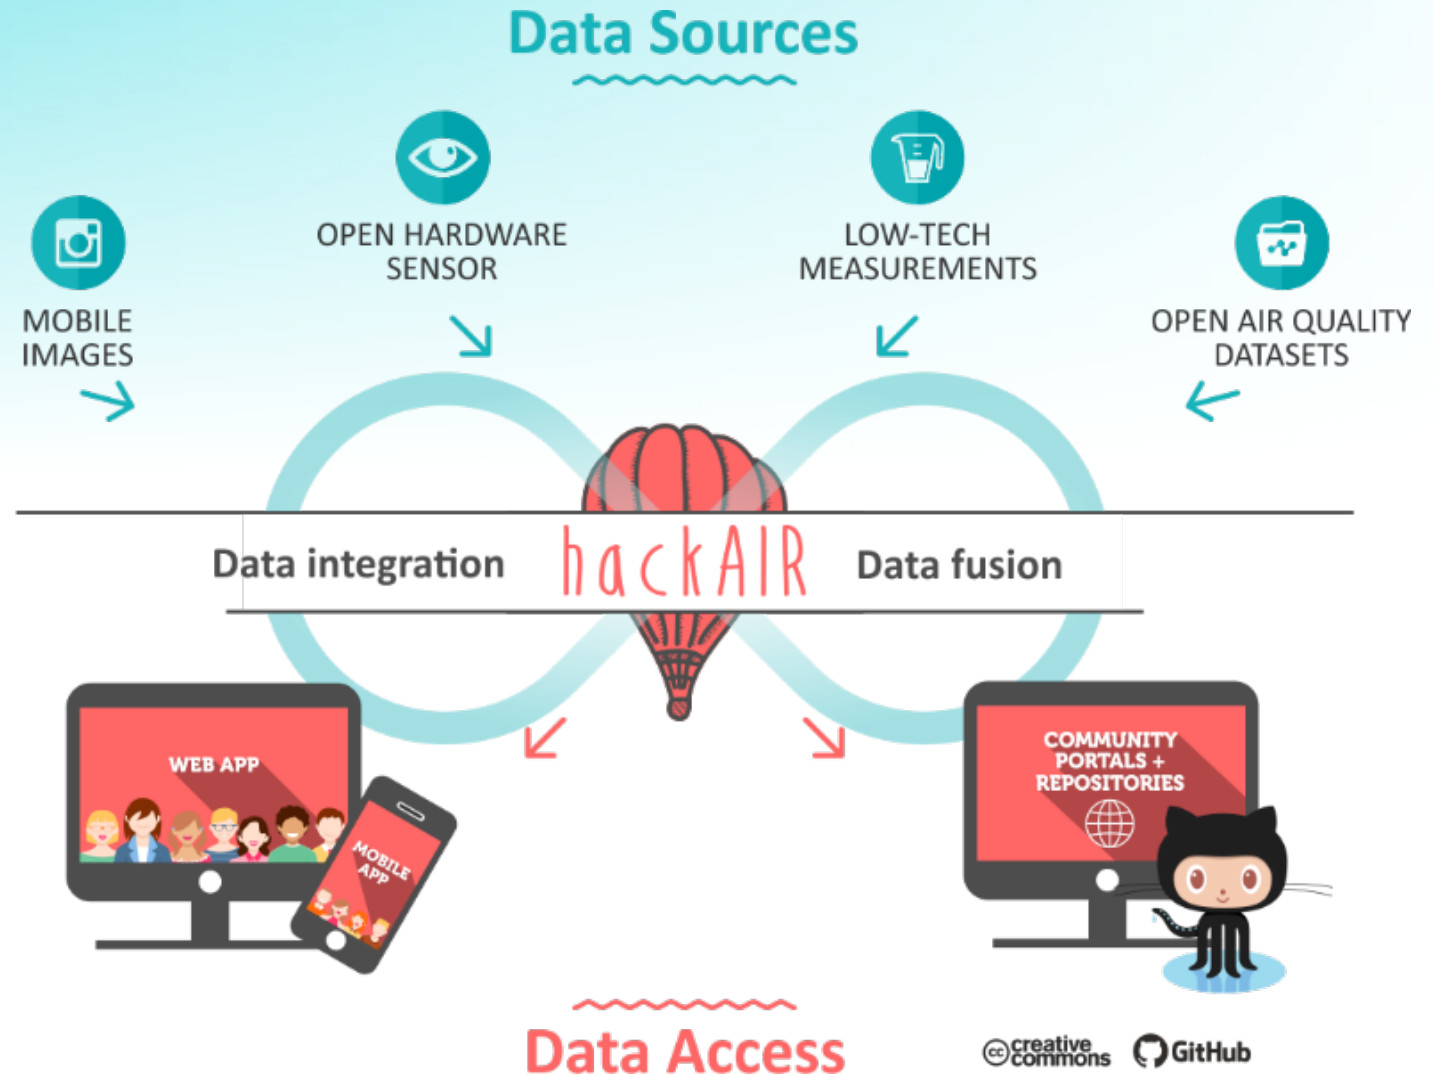 Data Sources
OPEN HARDWARE
SENSOR
LOW-TECH
MEASUREMENTS
MOBILE
IMAGES
OPEN AIR QUALITY
DATASETS
Data integration
hackAIR
Data fusion
WEB APP
MOBILE
APP
COMMUNITY
PORTALS +
REPOSITORIES
Data Access
cc creative
commons
GitHub